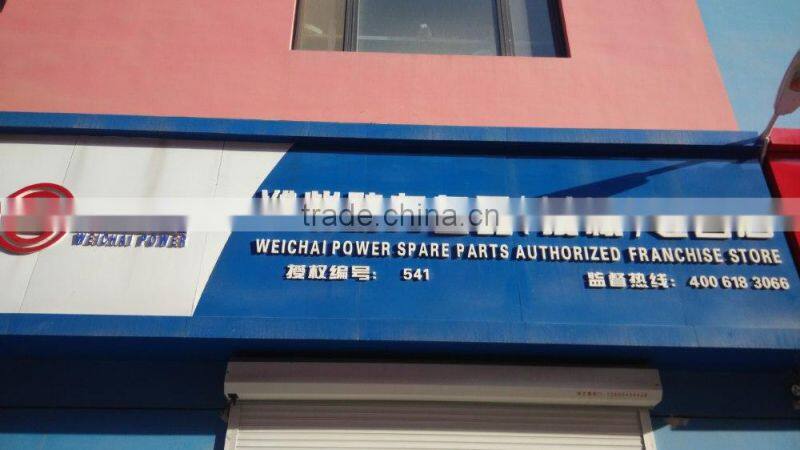 trade.china.cn
WEICHAI POWER
WEICHAI POWER SPARE PARTS AUTHORIZED FRANCHISE STORE
授权编号: 541
监督热线: 400 618 3066